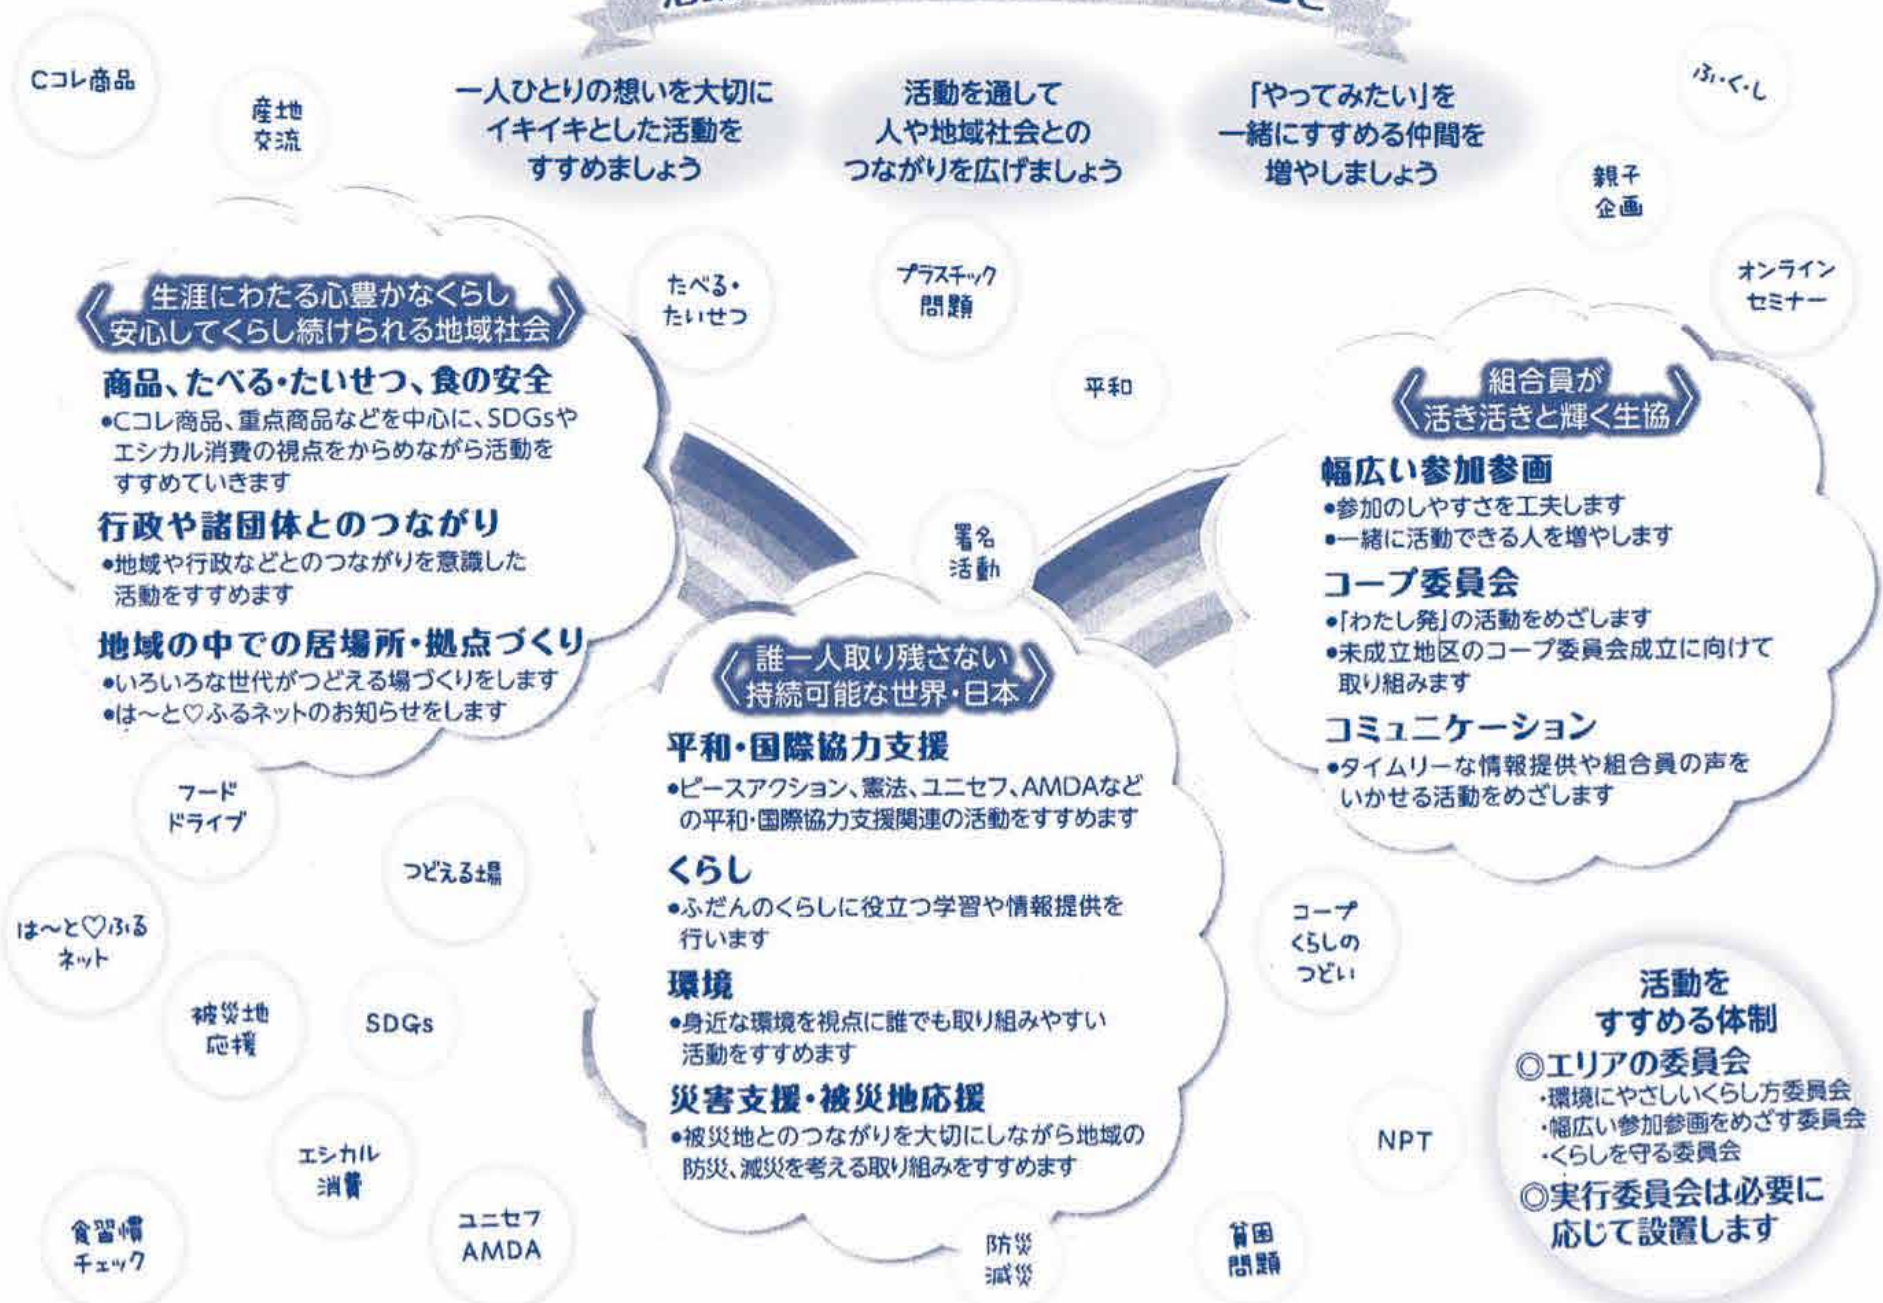 Cコレ商品
産地
交流
一人ひとりの想いを大切に
イキイキとした活動を
すすめましょう
活動を通して
人や地域社会との
つながりを広げましょう
「やってみたい」を
一緒にすすめる仲間を
増やしましょう
ふ・く・し
親子
企画
オンライン
セミナー
たべる・
たいせつ
プラスチック
問題
平和
署名
活動
生涯にわたる心豊かなくらし
安心してくらし続けられる地域社会
商品、たべる・たいせつ、食の安全
•Cコレ商品、重点商品などを中心に、SDGsや
エシカル消費の視点をからめながら活動を
すすめていきます
行政や諸団体とのつながり
•地域や行政などとのつながりを意識した
活動をすすめます
地域の中での居場所・拠点づくり
•いろいろな世代がつどえる場づくりをします
•は～と♡ふるネットのお知らせをします
組合員が
活き活きと輝く生協
幅広い参加参画
•参加のしやすさを工夫します
•一緒に活動できる人を増やします
コープ委員会
•「わたし発」の活動をめざします
•未成立地区のコープ委員会成立に向けて
取り組みます
コミュニケーション
•タイムリーな情報提供や組合員の声を
いかせる活動をめざします
誰一人取り残さない
持続可能な世界・日本
平和・国際協力支援
•ピースアクション、憲法、ユニセフ、AMDAなど
の平和・国際協力支援関連の活動をすすめます
くらし
•ふだんのくらしに役立つ学習や情報提供を
行います
環境
•身近な環境を視点に誰でも取り組みやすい
活動をすすめます
災害支援・被災地応援
•被災地とのつながりを大切にしながら地域の
防災、減災を考える取り組みをすすめます
フード
ドライブ
つどえる場
は～と♡ふる
ネット
被災地
応援
SDGs
エシカル
消費
食習慣
チェック
ユニセフ
AMDA
防災
減災
貧困
問題
コープ
くらしの
つどい
NPT
活動を
すすめる体制
◎エリアの委員会
・環境にやさしいくらし方委員会
・幅広い参加参画をめざす委員会
・くらしを守る委員会
◎実行委員会は必要に
応じて設置します